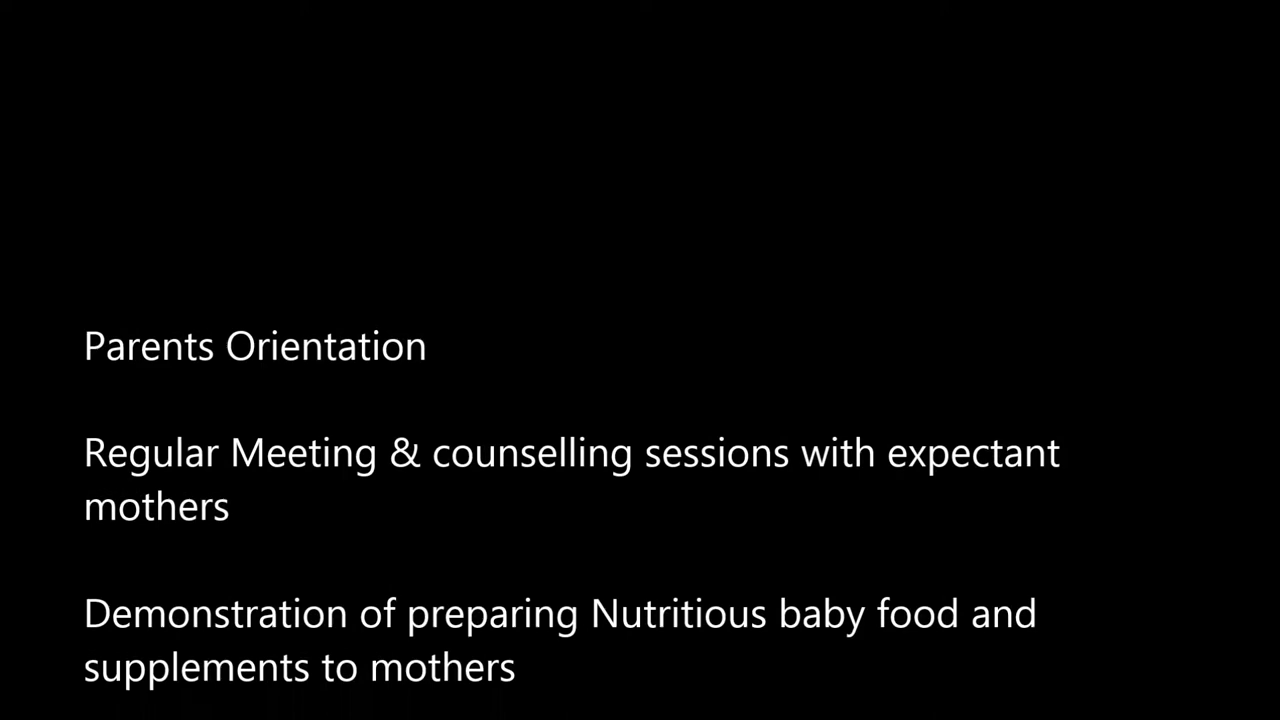 Parents Orientation
Regular Meeting & counselling sessions with expectant
mothers
Demonstration of preparing Nutritious baby food and
supplements to mothers